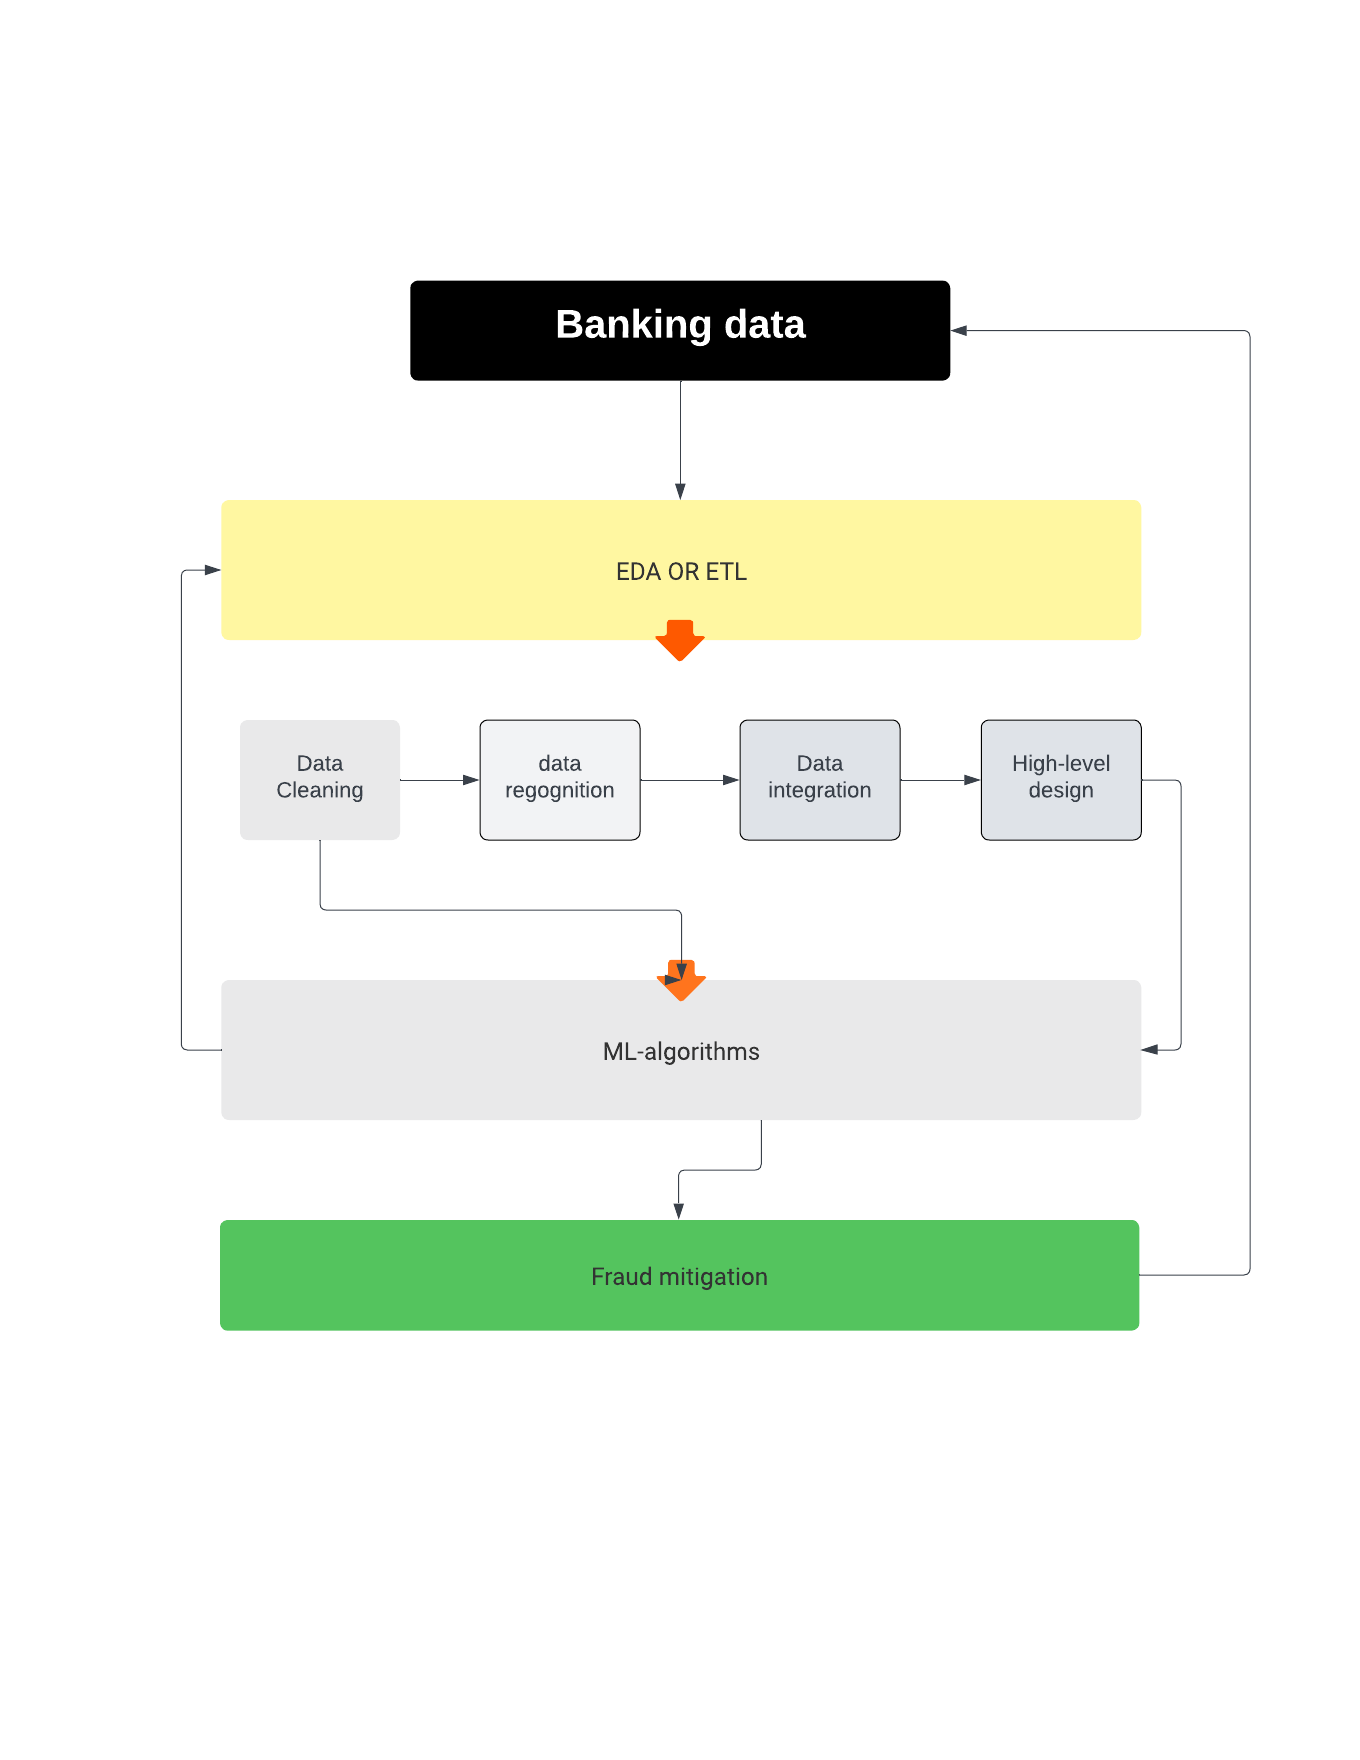 Banking data
EDA OR ETL
Data
Cleaning
data
regognition
Data
integration
High-level
design
ML-algorithms
Fraud mitigation